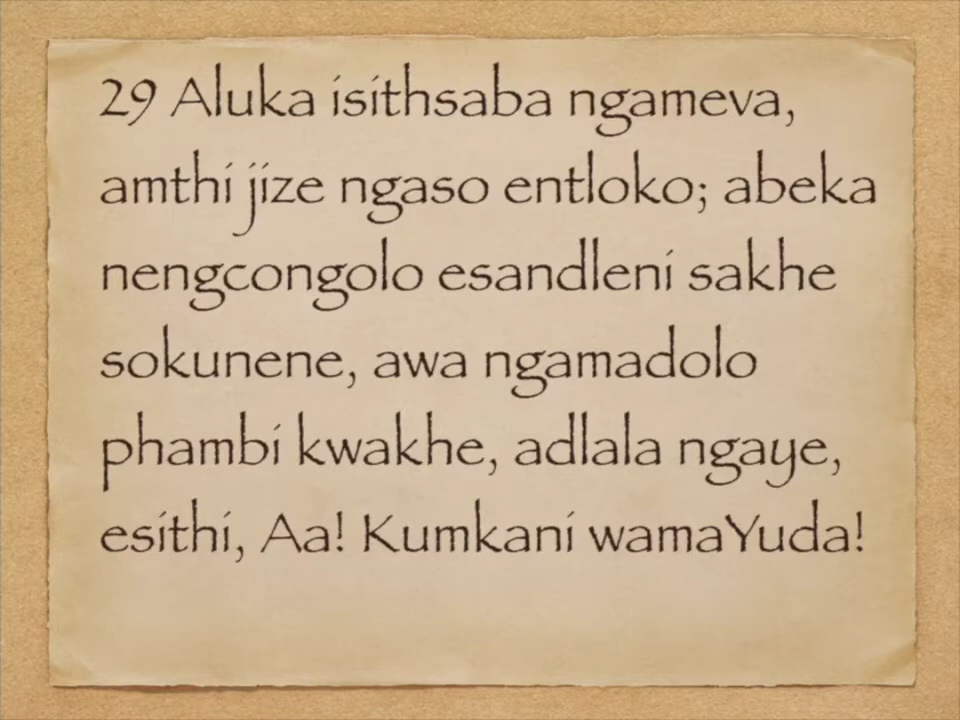 29 Aluka isithsaba ngameva,
amthi jize ngaso entloko; abeka
nengcongolo esandleni sakhe
sokunene, awa ngamadolo
phambi kwakhe, adlala ngaye,
esithi, Aa! Kumkani wamaYuda!